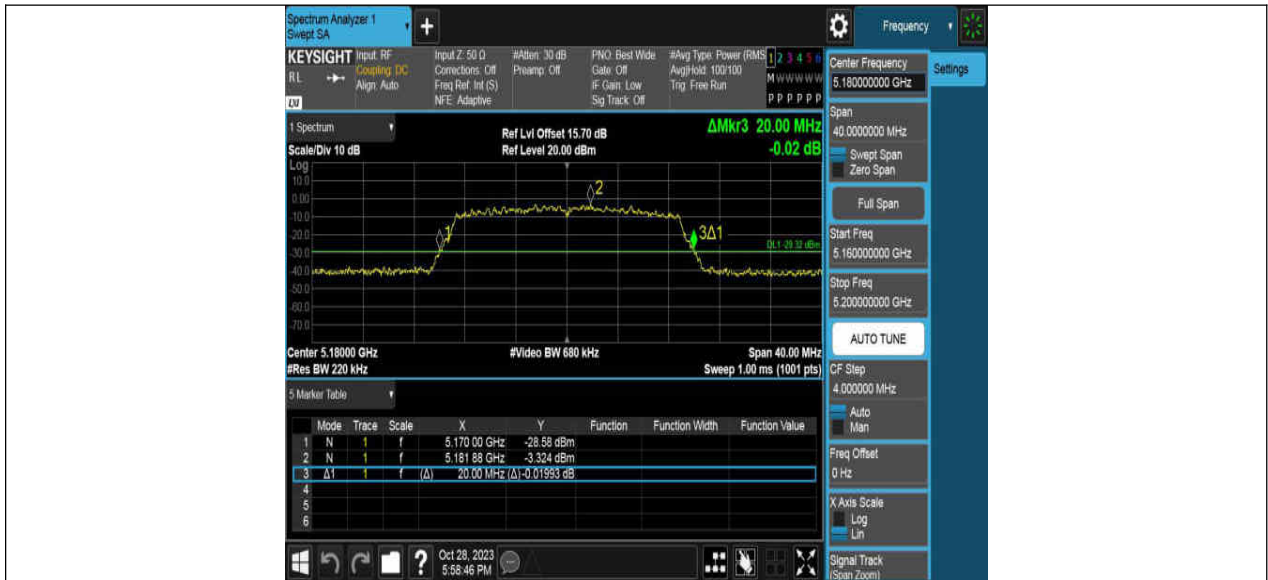 Spectrum Analyzer 1
Swept SA
+
Frequency
KEYSIGHT
RL
Input: RF
Coupling: DC
Align: Auto
Input Z: 50 Ω
Corrections: Off
Freq Ref: Int (S)
NFE: Adaptive
#Atten: 30 dB
Preamp: Off
PNO: Best Wide
Gate: Off
IF Gain: Low
Sig Track: Off
#Avg Type: Power (RMS
Avg|Hold: 100/100
Trig: Free Run
1 2 3 4 5 6
M W W W W W
P P P P P P
Center Frequency
5.180000000 GHz
Settings
Span
40.0000000 MHz
Swept Span
Zero Span
Full Span
Start Freq
5.160000000 GHz
Stop Freq
5.200000000 GHz
AUTO TUNE
CF Step
4.000000 MHz
Auto
Man
Freq Offset
0 Hz
X Axis Scale
Log
Lin
Signal Track
(Span Zoom)
1 Spectrum
Scale/Div 10 dB
Ref Lvl Offset 15.70 dB
Ref Level 20.00 dBm
ΔMkr3 20.00 MHz
-0.02 dB
Log
10.0
0.00
-10.0
-20.0
-30.0
-40.0
-50.0
-60.0
-70.0
1
2
3Δ1
DL1 -29.32 dBm
Center 5.18000 GHz
#Res BW 220 kHz
#Video BW 680 kHz
Span 40.00 MHz
Sweep 1.00 ms (1001 pts)
5 Marker Table
Mode Trace Scale X Y Function Function Width Function Value
1 N 1 f 5.170 00 GHz -28.58 dBm
2 N 1 f 5.181 88 GHz -3.324 dBm
3 Δ1 1 f (Δ) 20.00 MHz (Δ) -0.01993 dB
4
5
6
?
Oct 28, 2023
5:58:46 PM